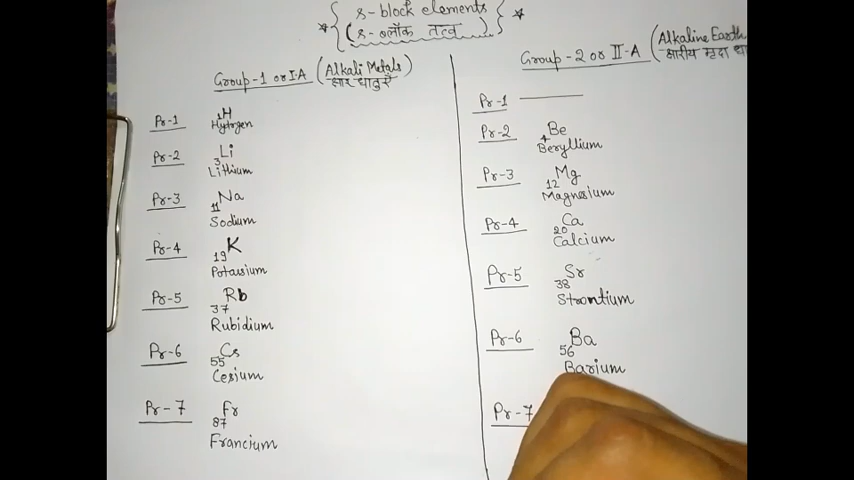 s-block elements
(s-ब्लॉक तत्व)
Group-1 or I-A (Alkali Metals)
क्षार धातुएँ
Pr-1 1H
Hydrgen
Pr-2 3Li
Lithium
Pr-3 11Na
Sodium
Pr-4 19K
Potassium
Pr-5 37Rb
Rubidium
Pr-6 55Cs
Cesium
Pr-7 87Fr
Francium
Group-2 or II-A (Alkaline Earth
क्षारीय मृदा धा
Pr-1
Pr-2 4Be
Beryllium
Pr-3 12Mg
Magnesium
Pr-4 20Ca
Calcium
Pr-5 38Sr
Strontium
Pr-6 56Ba
Barium
Pr-7